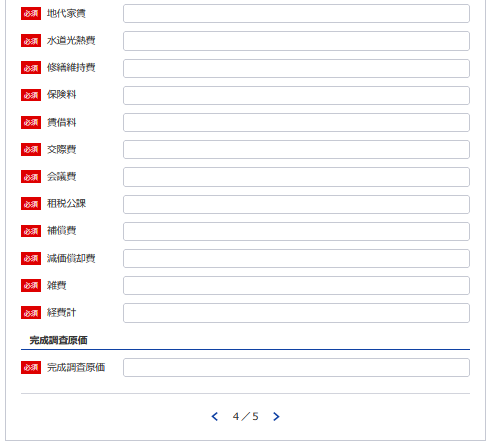 必須 地代家賃
必須 水道光熱費
必須 修繕維持費
必須 保険料
必須 賃借料
必須 交際費
必須 会議費
必須 租税公課
必須 補償費
必須 減価償却費
必須 雑費
必須 経費計
完成調査原価
必須 完成調査原価
4／5